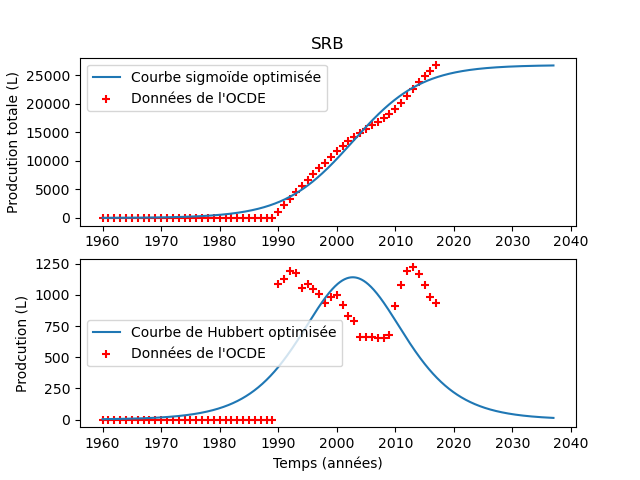 SRB
Prodcution totale (L)
25000
20000
15000
10000
5000
0
Courbe sigmoïde optimisée
Données de l'OCDE
1960 1970 1980 1990 2000 2010 2020 2030 2040
Prodcution (L)
1250
1000
750
500
250
0
Courbe de Hubbert optimisée
Données de l'OCDE
1960 1970 1980 1990 2000 2010 2020 2030 2040
Temps (années)